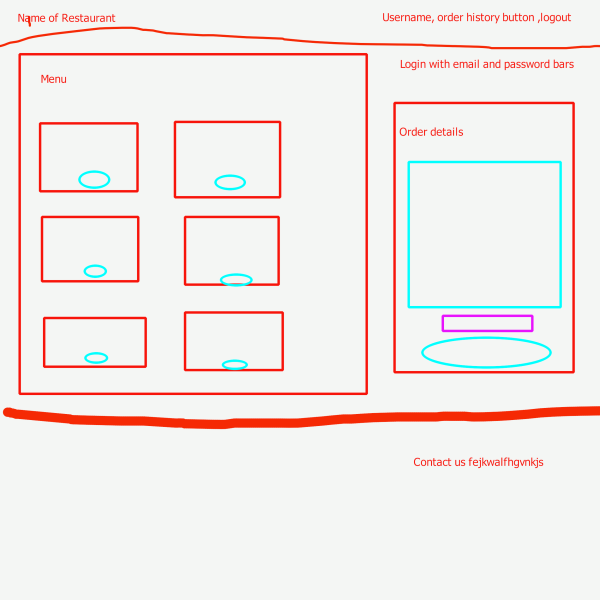 Name of Restaurant
Username, order history button ,logout
Login with email and password bars
Menu
Order details
Contact us fejkwalfhgvnkjs